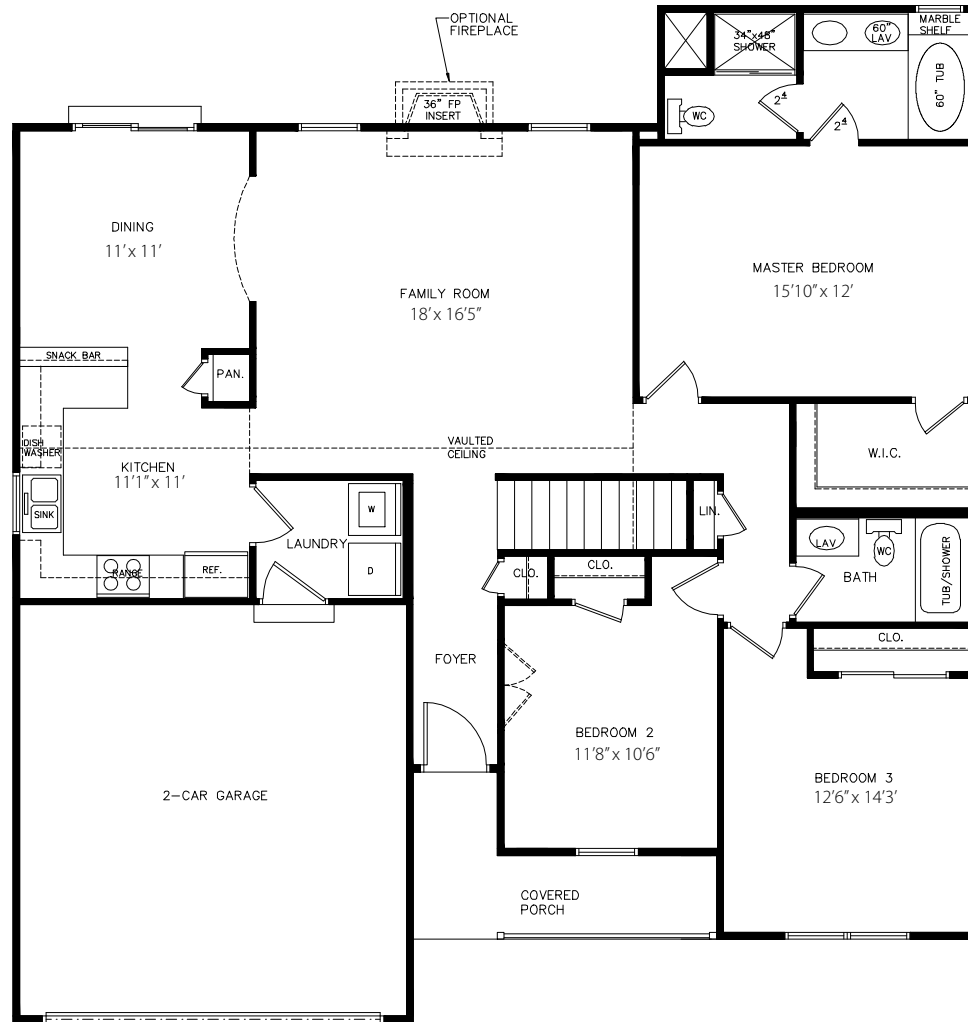 OPTIONAL
FIREPLACE
36" FP
INSERT
34"x48"
SHOWER
60"
LAV
MARBLE
SHELF
60" TUB
WC
2⁴
2⁴
DINING
11' x 11'
FAMILY ROOM
18' x 16'5"
MASTER BEDROOM
15'10" x 12'
SNACK BAR
PAN.
DISH
WASHER
KITCHEN
11'1" x 11'
VAULTED
CEILING
W.I.C.
SINK
W
LAUNDRY
D
LIN.
RANGE
REF.
CLO.
CLO.
LAV
WC
BATH
TUB/SHOWER
CLO.
FOYER
BEDROOM 2
11'8" x 10'6"
2-CAR GARAGE
BEDROOM 3
12'6" x 14'3'
COVERED
PORCH